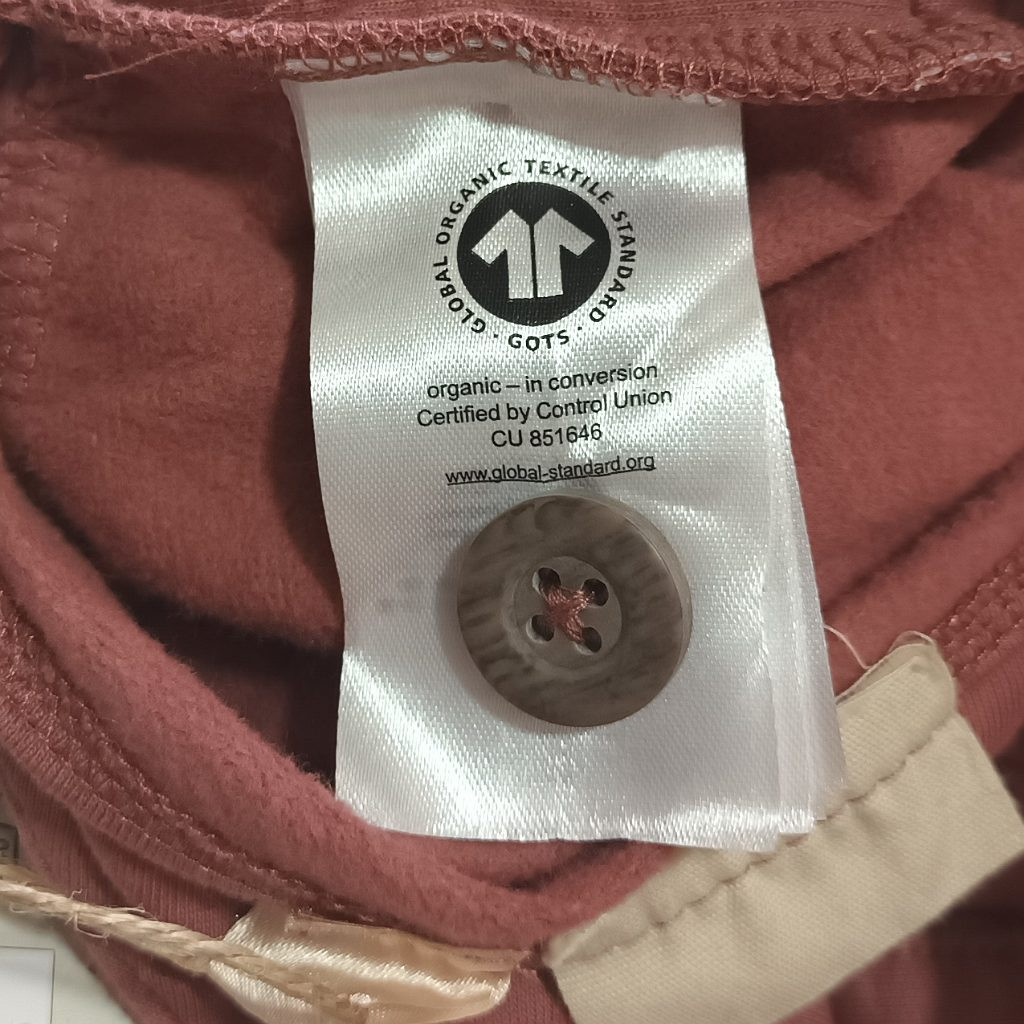 GLOBAL ORGANIC TEXTILE STANDARD · GOTS ·
organic – in conversion
Certified by Control Union
CU 851646
www.global-standard.org